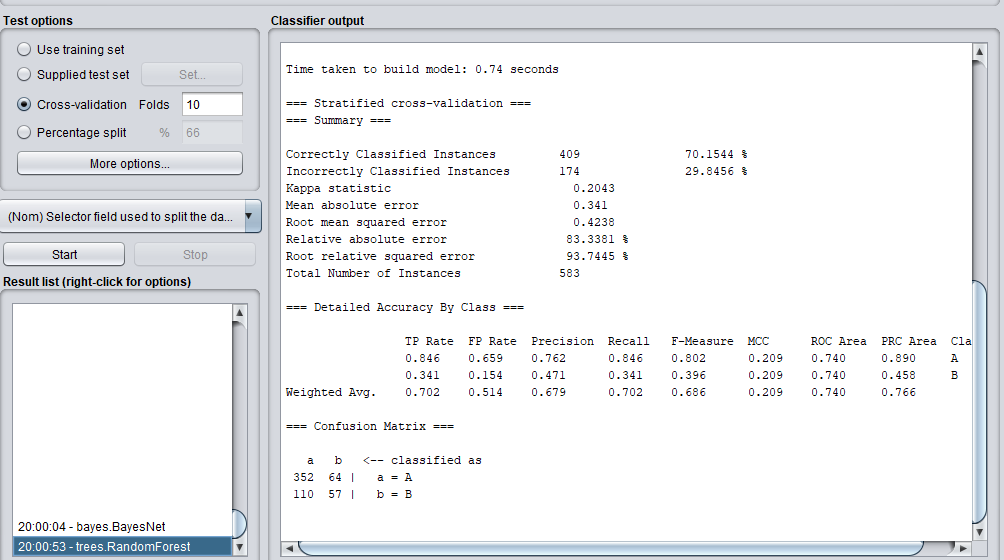 Test options
Use training set
Supplied test set Set...
Cross-validation Folds 10
Percentage split % 66
More options...
(Nom) Selector field used to split the da...
Start Stop
Result list (right-click for options)
20:00:04 - bayes.BayesNet
20:00:53 - trees.RandomForest
Classifier output
Time taken to build model: 0.74 seconds
=== Stratified cross-validation ===
=== Summary ===
Correctly Classified Instances 409 70.1544 %
Incorrectly Classified Instances 174 29.8456 %
Kappa statistic 0.2043
Mean absolute error 0.341
Root mean squared error 0.4238
Relative absolute error 83.3381 %
Root relative squared error 93.7445 %
Total Number of Instances 583
=== Detailed Accuracy By Class ===
TP Rate FP Rate Precision Recall F-Measure MCC ROC Area PRC Area Cla
0.846 0.659 0.762 0.846 0.802 0.209 0.740 0.890 A
0.341 0.154 0.471 0.341 0.396 0.209 0.740 0.458 B
Weighted Avg. 0.702 0.514 0.679 0.702 0.686 0.209 0.740 0.766
=== Confusion Matrix ===
a b <-- classified as
352 64 | a = A
110 57 | b = B